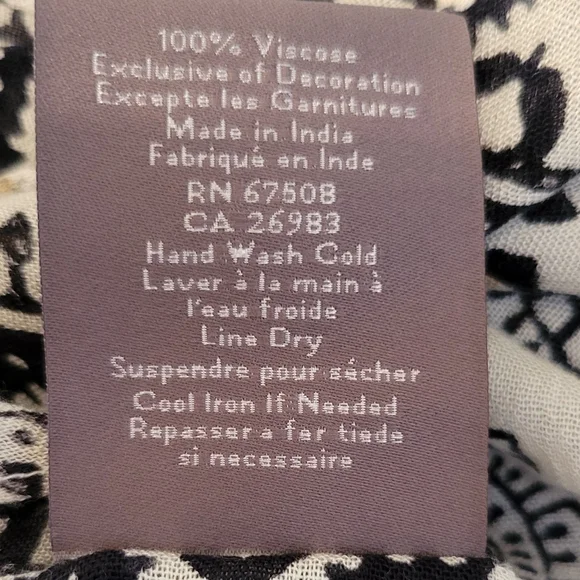 100% Viscose
Exclusive of Decoration
Excepte les Garnitures
Made in India
Fabriqué en Inde
RN 67508
CA 26983
Hand Wash Cold
Laver à la main à
l'eau froide
Line Dry
Suspendre pour sécher
Cool Iron If Needed
Repasser a fer tiede
si necessaire